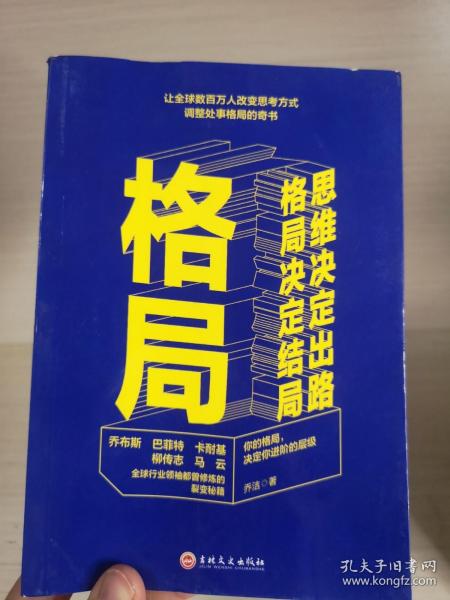 让全球数百万人改变思考方式
调整处事格局的奇书
格局
思维决定出路
格局决定结局
乔布斯 巴菲特 卡耐基
柳传志 马云
全球行业领袖都曾修炼的
裂变秘籍
你的格局，
决定你进阶的层级
乔洁 著
吉林文史出版社
JILIN WENSHI CHUBANSHE
孔夫子旧书网
www.kongfz.com